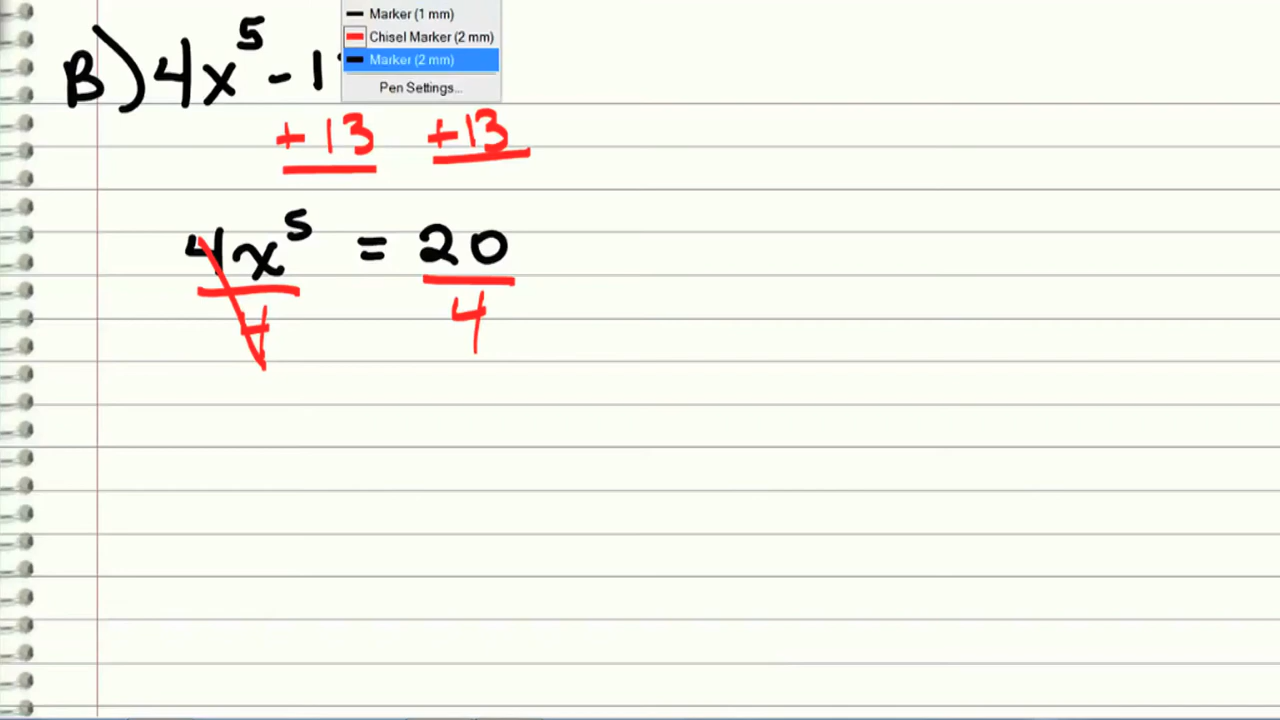 Marker (1 mm)
Chisel Marker (2 mm)
Marker (2 mm)
Pen Settings...
B) 4x⁵ - 1
+13 +13
4x⁵ = 20
4 4